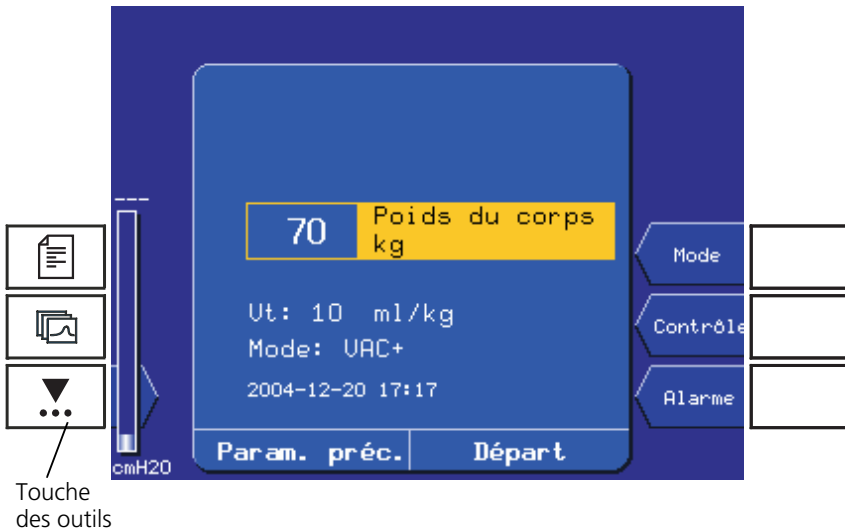 ---
70 Poids du corps
kg
Mode
Vt: 10 ml/kg
Contrôle
Mode: VAC+
2004-12-20 17:17
Alarme
Param. préc. Départ
cmH2O
Touche
des outils